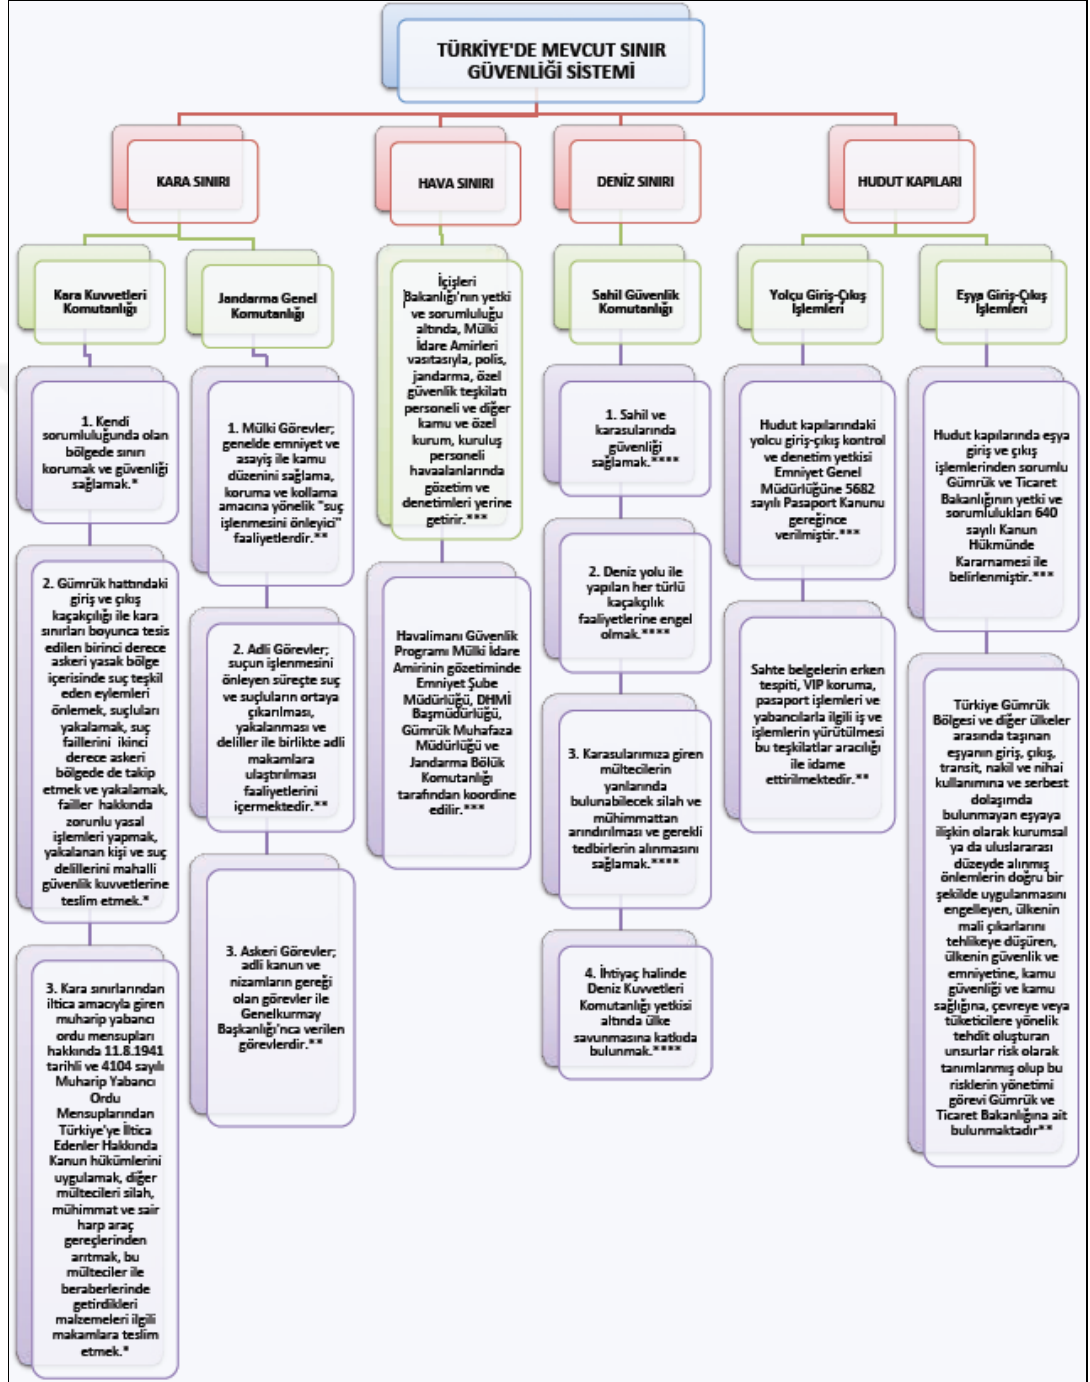 TÜRKİYE'DE MEVCUT SINIR
GÜVENLİĞİ SİSTEMİ
KARA SINIRI
HAVA SINIRI
DENİZ SINIRI
HUDUT KAPILARI
Kara Kuvvetleri
Komutanlığı
1. Kendi
sorumluluğunda olan
bölgede sınırı
korumak ve güvenliği
sağlamak.*
2. Gümrük hattındaki
giriş ve çıkış
kaçakçılığı ile kara
sınırları boyunca tesis
edilen birinci derece
askeri yasak bölge
içerisinde suç teşkil
eden eylemleri
önlemek, suçluları
yakalamak, suç
faillerini ikinci
derece askeri
bölgede de takip
etmek ve yakalamak,
failler hakkında
zorunlu yasal
işlemleri yapmak,
yakalanan kişi ve suç
delillerini mahalli
güvenlik kuvvetlerine
teslim etmek.*
3. Kara sınırlarından
iltica amacıyla giren
muharip yabancı
ordu mensupları
hakkında 11.8.1941
tarihli ve 4104 sayılı
Muharip Yabancı
Ordu
Mensuplarından
Türkiye'ye İltica
Edenler Hakkında
Kanun hükümlerini
uygulamak, diğer
mültecileri silah,
mühimmat ve sair
harp araç
gereçlerinden
arıtmak, bu
mülteciler ile
beraberlerinde
getirdikleri
malzemeleri ilgili
makamlara teslim
etmek.*
Jandarma Genel
Komutanlığı
1. Mülki Görevler;
genelde emniyet ve
asayiş ile kamu
düzenini sağlama,
koruma ve kollama
amacına yönelik "suç
işlenmesini önleyici"
faaliyetlerdir.**
2. Adli Görevler;
suçun işlenmesini
önleyen süreçte suç
ve suçluların ortaya
çıkarılması,
yakalanması ve
deliller ile birlikte adli
makamlara
ulaştırılması
faaliyetlerini
içermektedir.**
3. Askeri Görevler;
adli kanun ve
nizamların gereği
olan görevler ile
Genelkurmay
Başkanlığı'nca verilen
görevlerdir.**
İçişleri
Bakanlığı'nın yetki
ve sorumluluğu
altında, Mülki
İdare Amirleri
vasıtasıyla, polis,
jandarma, özel
güvenlik teşkilatı
personeli ve diğer
kamu ve özel
kurum, kuruluş
personeli
havaalanlarında
gözetim ve
denetimleri yerine
getirir.***
Havalimanı Güvenlik
Programı Mülki İdare
Amirinin gözetiminde
Emniyet Şube
Müdürlüğü, DHMİ
Başmüdürlüğü,
Gümrük Muhafaza
Müdürlüğü ve
Jandarma Bölük
Komutanlığı
tarafından koordine
edilir.***
Sahil Güvenlik
Komutanlığı
1. Sahil ve
karasularında
güvenliği
sağlamak.****
2. Deniz yolu ile
yapılan her türlü
kaçakçılık
faaliyetlerine engel
olmak.****
3. Karasularımıza giren
mültecilerin
yanlarında
bulunabilecek silah ve
mühimmattan
arındırılması ve gerekli
tedbirlerin alınmasını
sağlamak.****
4. İhtiyaç halinde
Deniz Kuvvetleri
Komutanlığı yetkisi
altında ülke
savunmasına katkıda
bulunmak.****
Yolçu Giriş-Çıkış
İşlemleri
Hudut kapılarındaki
yolcu giriş-çıkış kontrol
ve denetim yetkisi
Emniyet Genel
Müdürlüğüne 5682
sayılı Pasaport Kanunu
gereğince
verilmiştir.***
Sahte belgelerin erken
tespiti, VIP koruma,
pasaport işlemleri ve
yabancılarla ilgili iş ve
işlemlerin yürütülmesi
bu teşkilatlar aracılığı
ile idame
ettirilmektedir.**
Eşya Giriş-Çıkış
İşlemleri
Hudut kapılarında eşya
giriş ve çıkış
işlemlerinden sorumlu
Gümrük ve Ticaret
Bakanlığının yetki ve
sorumlulukları 640
sayılı Kanun
Hükmünde
Kararnamesi ile
belirlenmiştir.***
Türkiye Gümrük
Bölgesi ve diğer ülkeler
arasında taşınan
eşyanın giriş, çıkış,
transit, nakil ve nihai
kullanımına ve serbest
dolaşımda
bulunmayan eşyaya
ilişkin olarak kurumsal
ya da uluslararası
düzeyde alınmış
önlemlerin doğru bir
şekilde uygulanmasını
engelleyen, ülkenin
mali çıkarlarını
tehlikeye düşüren,
ülkenin güvenlik ve
emniyetine, kamu
güvenliği ve kamu
sağlığına, çevreye veya
tüketicilere yönelik
tehdit oluşturan
unsurlar risk olarak
tanımlanmış olup bu
risklerin yönetimi
görevi Gümrük ve
Ticaret Bakanlığına ait
bulunmaktadır**